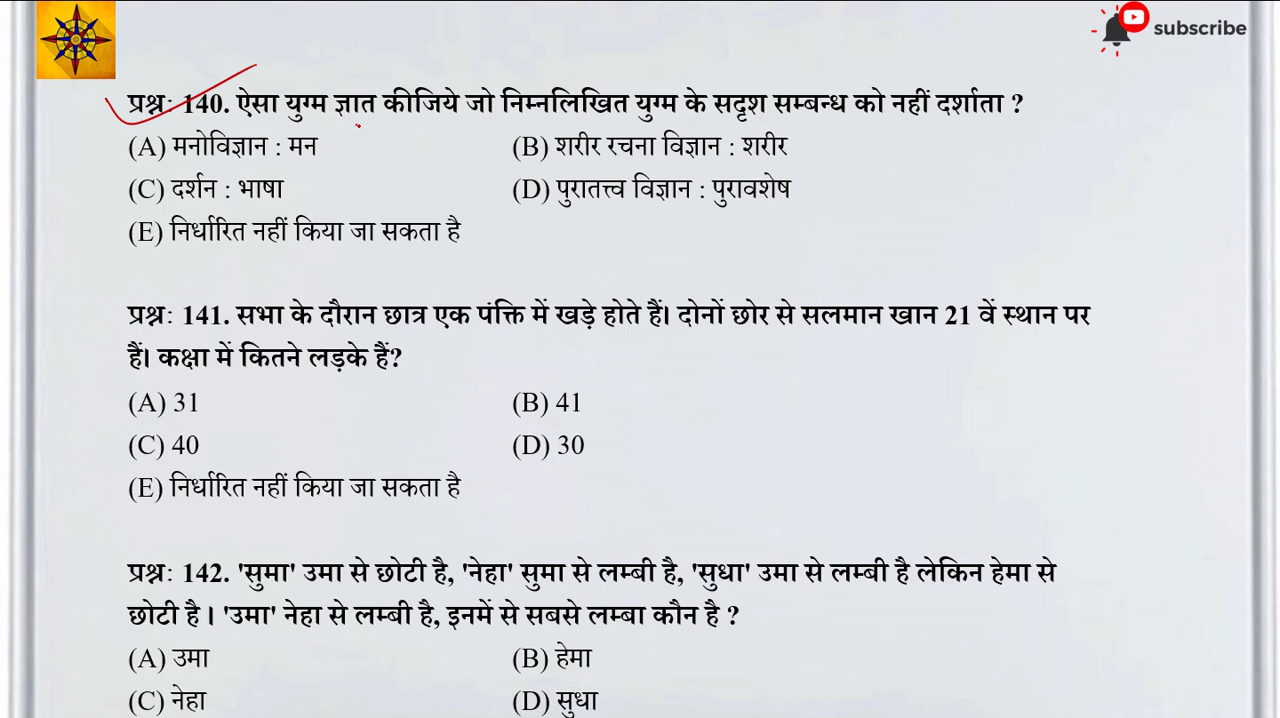 subscribe
प्रश्न: 140. ऐसा युग्म ज्ञात कीजिये जो निम्नलिखित युग्म के सदृश सम्बन्ध को नहीं दर्शाता ?
(A) मनोविज्ञान : मन (B) शरीर रचना विज्ञान : शरीर
(C) दर्शन : भाषा (D) पुरातत्त्व विज्ञान : पुरावशेष
(E) निर्धारित नहीं किया जा सकता है
प्रश्न: 141. सभा के दौरान छात्र एक पंक्ति में खड़े होते हैं। दोनों छोर से सलमान खान 21 वें स्थान पर
हैं। कक्षा में कितने लड़के हैं?
(A) 31 (B) 41
(C) 40 (D) 30
(E) निर्धारित नहीं किया जा सकता है
प्रश्न: 142. 'सुमा' उमा से छोटी है, 'नेहा' सुमा से लम्बी है, 'सुधा' उमा से लम्बी है लेकिन हेमा से
छोटी है । 'उमा' नेहा से लम्बी है, इनमें से सबसे लम्बा कौन है ?
(A) उमा (B) हेमा
(C) नेहा (D) सुधा